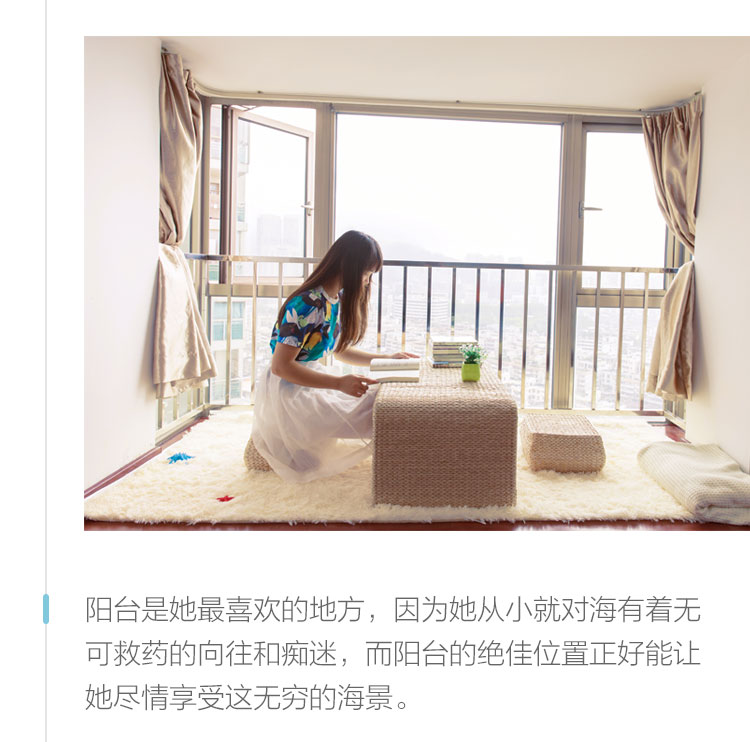 阳台是她最喜欢的地方，因为她从小就对海有着无
可救药的向往和痴迷，而阳台的绝佳位置正好能让
她尽情享受这无穷的海景。